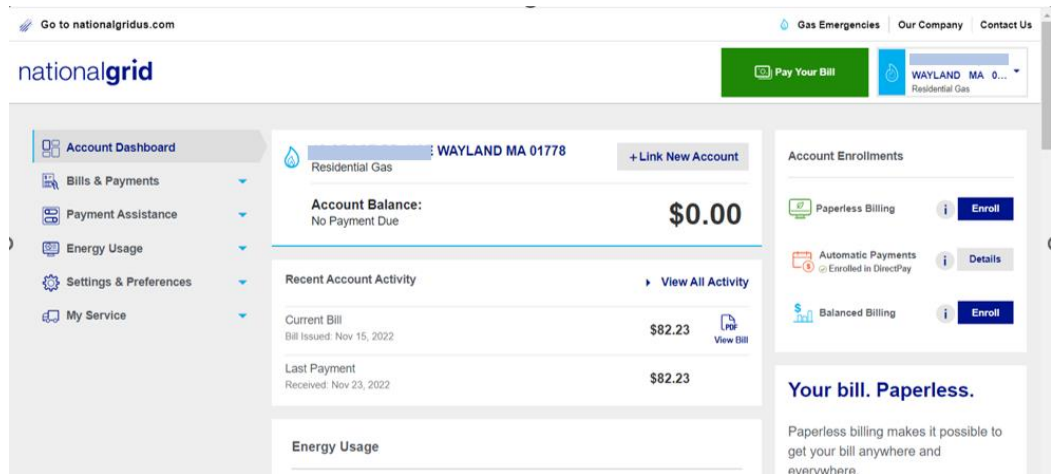 Go to nationalgridus.com
Gas Emergencies Our Company Contact Us
nationalgrid
Pay Your Bill
WAYLAND MA 0...
Residential Gas
Account Dashboard
Bills & Payments
Payment Assistance
Energy Usage
Settings & Preferences
My Service
WAYLAND MA 01778
Residential Gas
+Link New Account
Account Balance:
No Payment Due
$0.00
Recent Account Activity
View All Activity
Current Bill
Bill Issued: Nov 15, 2022
$82.23
PDF
View Bill
Last Payment
Received: Nov 23, 2022
$82.23
Energy Usage
Account Enrollments
Paperless Billing
i
Enroll
Automatic Payments
Enrolled in DirectPay
i
Details
Balanced Billing
i
Enroll
Your bill. Paperless.
Paperless billing makes it possible to
get your bill anywhere and
everywhere